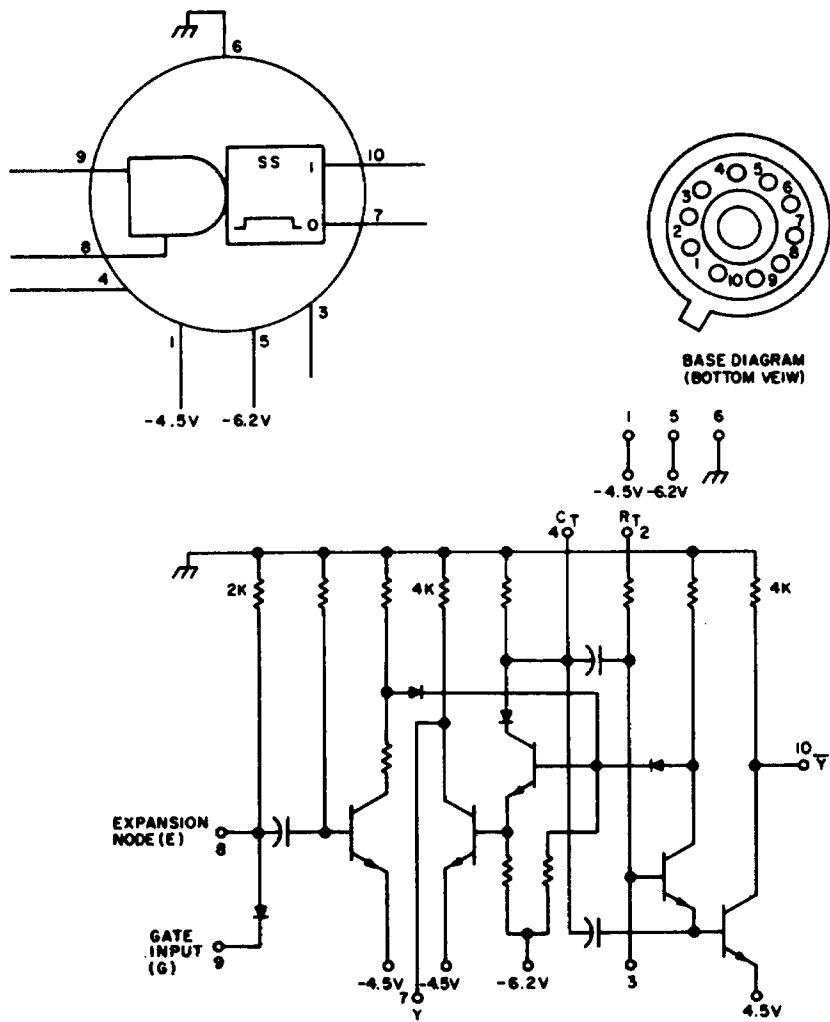 6
9
SS
1
10
0
7
8
4
3
1
5
-4.5V
-6.2V
4
5
3
6
2
7
1
8
10
9
BASE DIAGRAM
(BOTTOM VEIW)
1 5 6
-4.5V -6.2V
CT
4
RT
2
2K
4K
4K
10 Y̅
EXPANSION
NODE (E)
8
GATE
INPUT
(G)
9
-4.5V
-4.5V
7
Y
-6.2V
3
4.5V